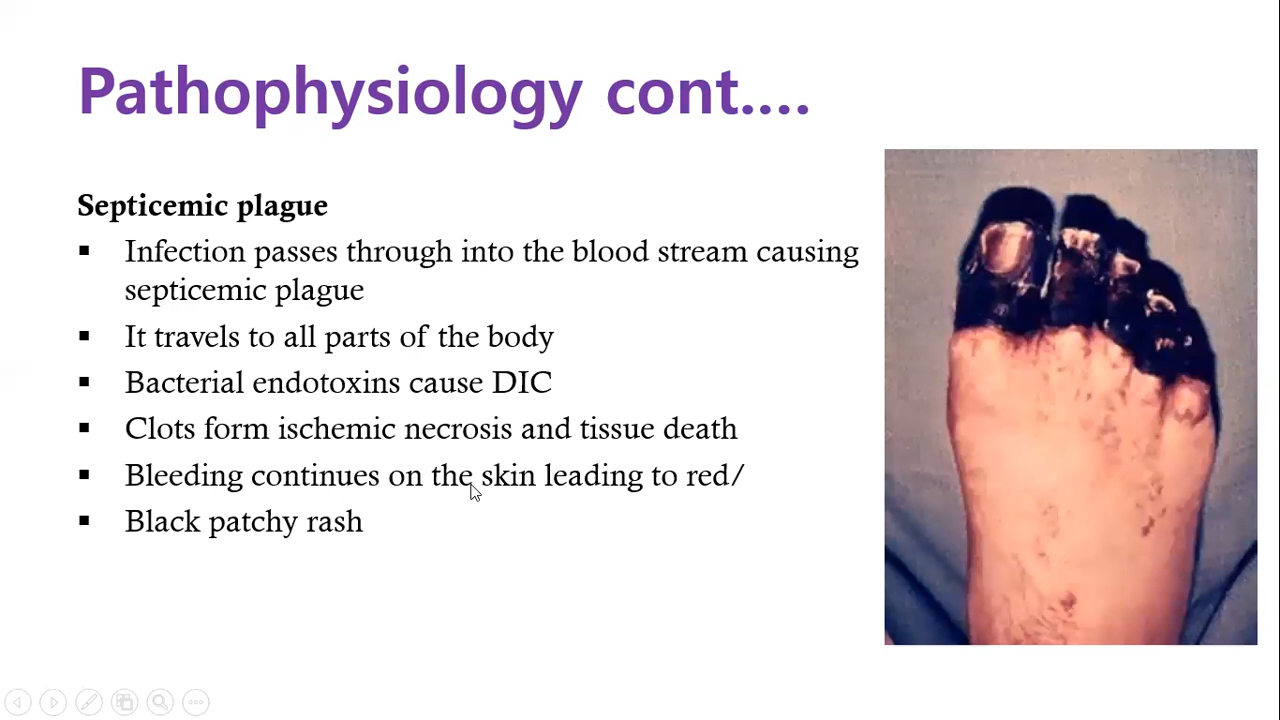 Pathophysiology cont....
Septicemic plague
▪ Infection passes through into the blood stream causing
septicemic plague
▪ It travels to all parts of the body
▪ Bacterial endotoxins cause DIC
▪ Clots form ischemic necrosis and tissue death
▪ Bleeding continues on the skin leading to red/
▪ Black patchy rash